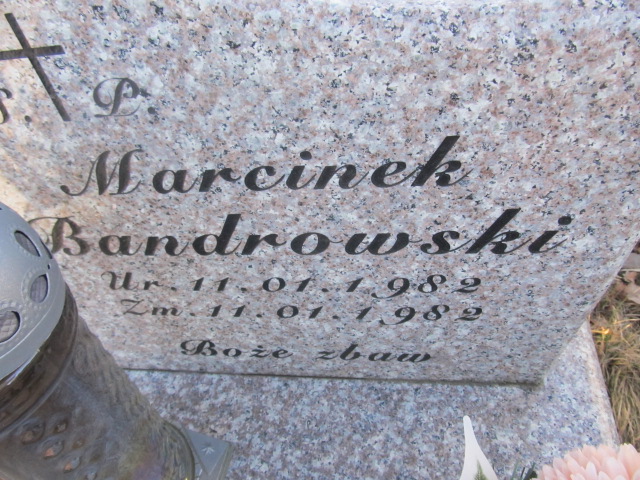 Ś. P.
Marcinek
Bandrowski
Ur. 11.01.1982
Zm. 11.01.1982
Boże zbaw